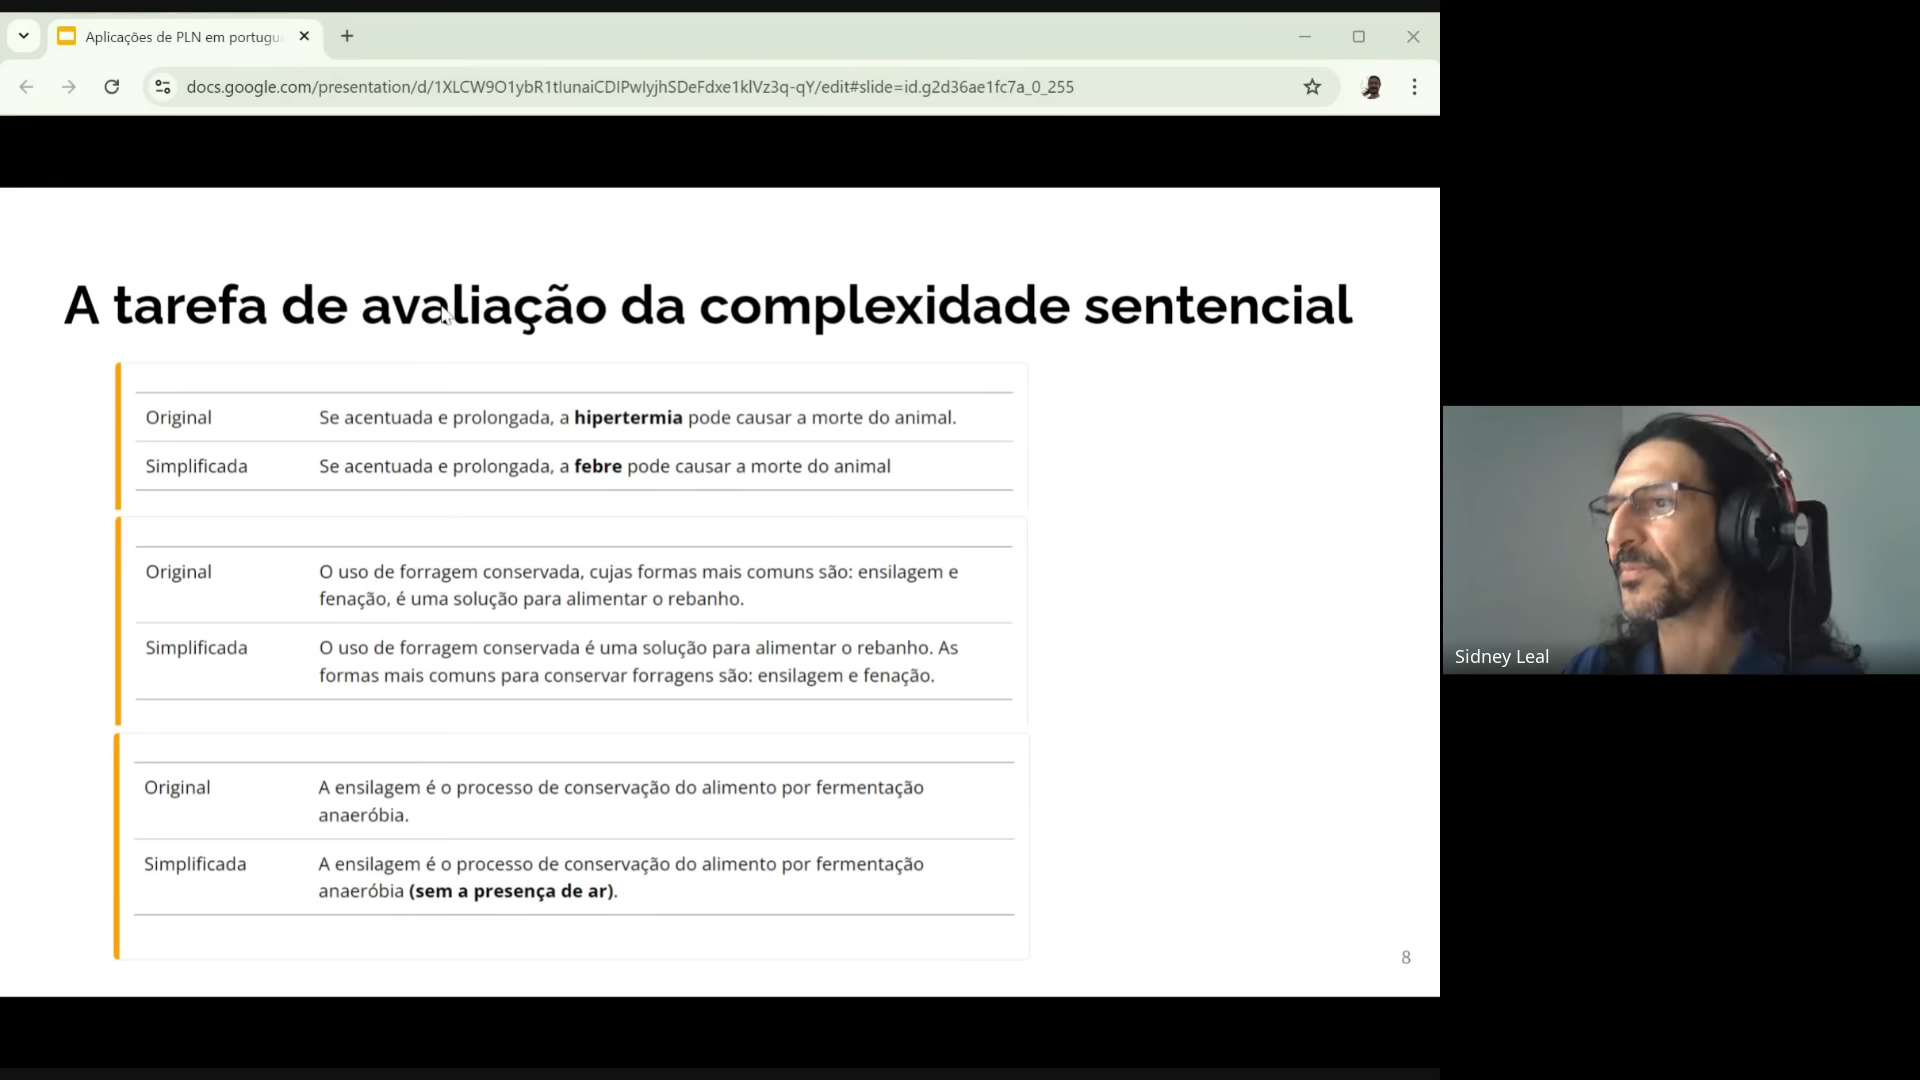 Aplicações de PLN em portugu
docs.google.com/presentation/d/1XLCW9O1ybR1tIunaiCDIPwIyjhSDeFdxe1klVz3q-qY/edit#slide=id.g2d36ae1fc7a_0_255
A tarefa de avaliação da complexidade sentencial
Original Se acentuada e prolongada, a hipertermia pode causar a morte do animal.
Simplificada Se acentuada e prolongada, a febre pode causar a morte do animal
Original O uso de forragem conservada, cujas formas mais comuns são: ensilagem e
fenação, é uma solução para alimentar o rebanho.
Simplificada O uso de forragem conservada é uma solução para alimentar o rebanho. As
formas mais comuns para conservar forragens são: ensilagem e fenação.
Original A ensilagem é o processo de conservação do alimento por fermentação
anaeróbia.
Simplificada A ensilagem é o processo de conservação do alimento por fermentação
anaeróbia (sem a presença de ar).
8
Sidney Leal